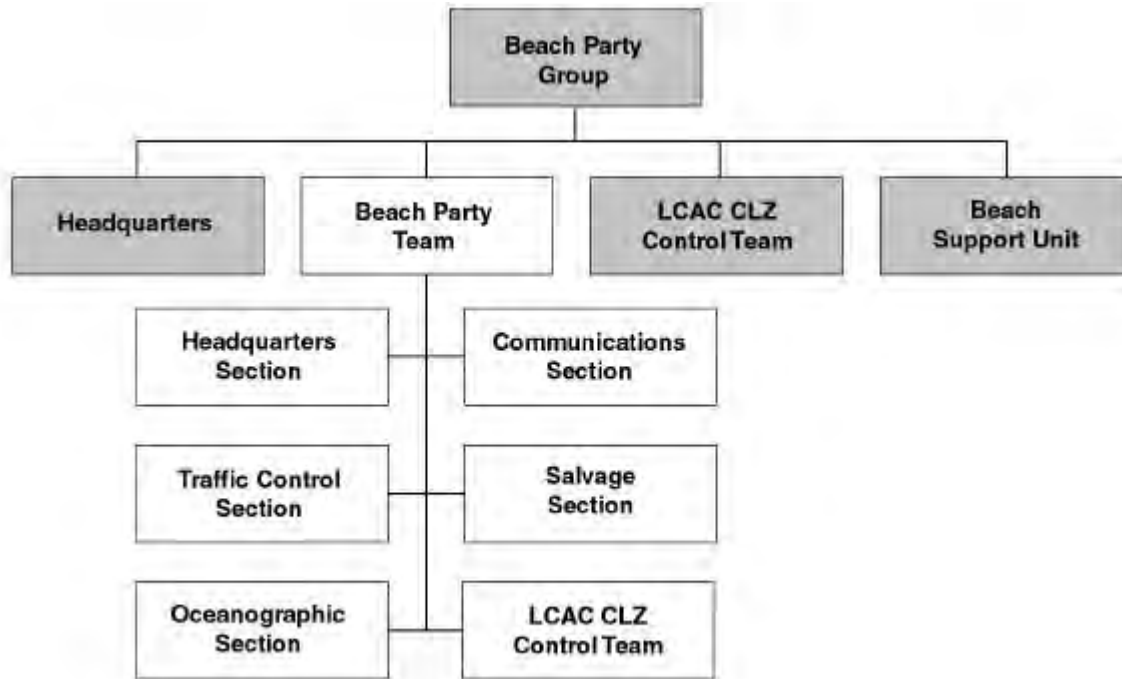 Beach Party
Group
Headquarters
Beach Party
Team
LCAC CLZ
Control Team
Beach
Support Unit
Headquarters
Section
Communications
Section
Traffic Control
Section
Salvage
Section
Oceanographic
Section
LCAC CLZ
Control Team